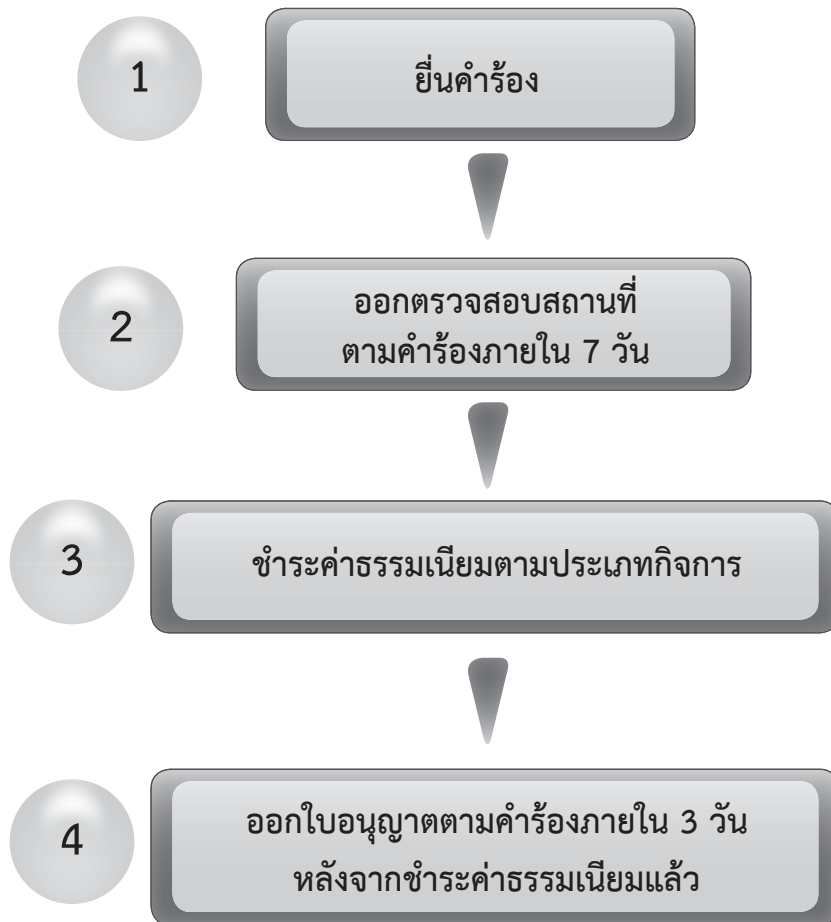 1
ยื่นคำร้อง
2
ออกตรวจสอบสถานที่
ตามคำร้องภายใน 7 วัน
3
ชำระค่าธรรมเนียมตามประเภทกิจการ
4
ออกใบอนุญาตตามคำร้องภายใน 3 วัน
หลังจากชำระค่าธรรมเนียมแล้ว